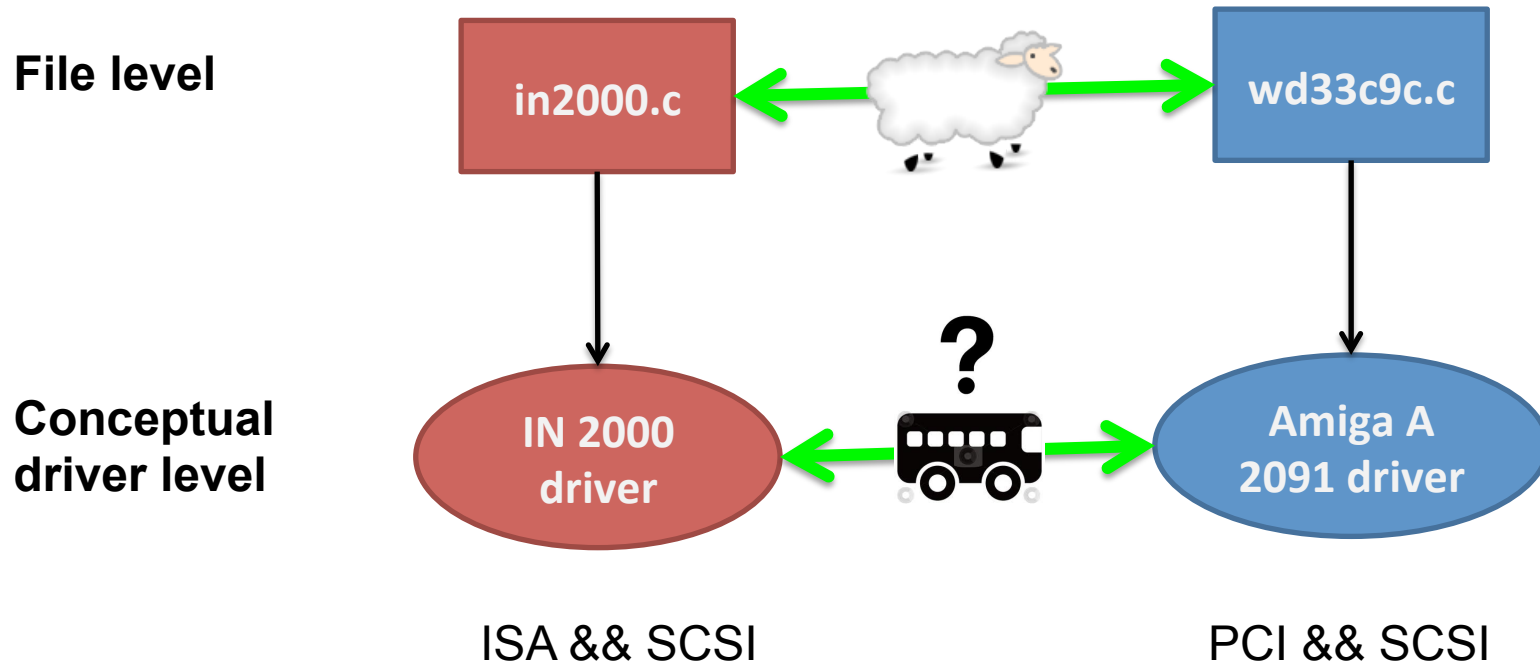 File level
in2000.c
wd33c9c.c
?
Conceptual
driver level
IN 2000
driver
Amiga A
2091 driver
ISA && SCSI
PCI && SCSI